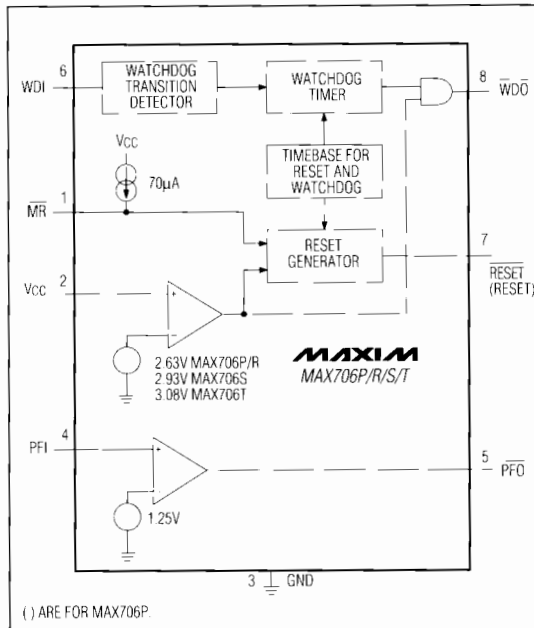 6
WDI
WATCHDOG
TRANSITION
DETECTOR
WATCHDOG
TIMER
8
WDO
VCC
70µA
TIMEBASE FOR
RESET AND
WATCHDOG
1
MR
RESET
GENERATOR
7
RESET
(RESET)
2
VCC
+
−
2.63V MAX706P/R
2.93V MAX706S
3.08V MAX706T
MAXIM
MAX706P/R/S/T
4
PFI
+
−
1.25V
5
PFO
3 GND
( ) ARE FOR MAX706P.